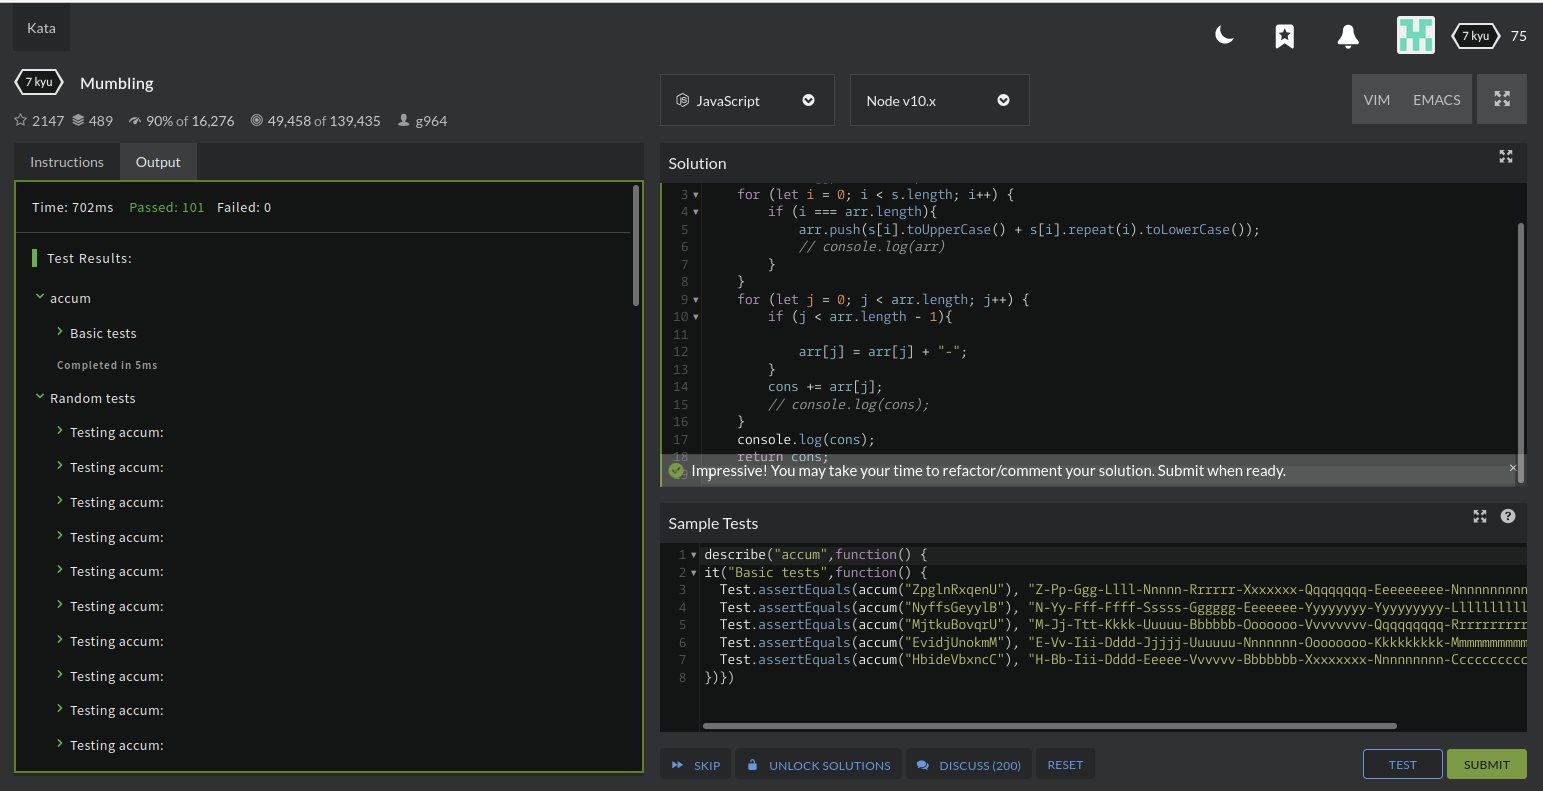 Kata
7 kyu 75
7 kyu Mumbling
2147 489 90% of 16,276 49,458 of 139,435 g964
JavaScript Node v10.x VIM EMACS
Instructions Output
Time: 702ms Passed: 101 Failed: 0
Test Results:
accum
Basic tests
Completed in 5ms
Random tests
Testing accum:
Testing accum:
Testing accum:
Testing accum:
Testing accum:
Testing accum:
Testing accum:
Testing accum:
Testing accum:
Testing accum:
Solution
3 for (let i = 0; i < s.length; i++) {
4 if (i === arr.length){
5 arr.push(s[i].toUpperCase() + s[i].repeat(i).toLowerCase());
6 // console.log(arr)
7 }
8 }
9 for (let j = 0; j < arr.length; j++) {
10 if (j < arr.length - 1){
11
12 arr[j] = arr[j] + "-";
13 }
14 cons += arr[j];
15 // console.log(cons);
16 }
17 console.log(cons);
18 return cons;
Impressive! You may take your time to refactor/comment your solution. Submit when ready. ×
Sample Tests ?
1 describe("accum",function() {
2 it("Basic tests",function() {
3 Test.assertEquals(accum("ZpglnRxqenU"), "Z-Pp-Ggg-Llll-Nnnnn-Rrrrrr-Xxxxxxx-Qqqqqqqq-Eeeeeeeee-Nnnnnnnnnn
4 Test.assertEquals(accum("NyffsGeyylB"), "N-Yy-Fff-Ffff-Sssss-Gggggg-Eeeeeee-Yyyyyyyy-Yyyyyyyyy-Llllllllll
5 Test.assertEquals(accum("MjtkuBovqrU"), "M-Jj-Ttt-Kkkk-Uuuuu-Bbbbbb-Ooooooo-Vvvvvvvv-Qqqqqqqqq-Rrrrrrrrrr
6 Test.assertEquals(accum("EvidjUnokmM"), "E-Vv-Iii-Dddd-Jjjjj-Uuuuuu-Nnnnnnn-Oooooooo-Kkkkkkkkk-Mmmmmmmmmm
7 Test.assertEquals(accum("HbideVbxncC"), "H-Bb-Iii-Dddd-Eeeee-Vvvvvv-Bbbbbbb-Xxxxxxxx-Nnnnnnnnn-Cccccccccc
8 })})
SKIP UNLOCK SOLUTIONS DISCUSS (200) RESET TEST SUBMIT